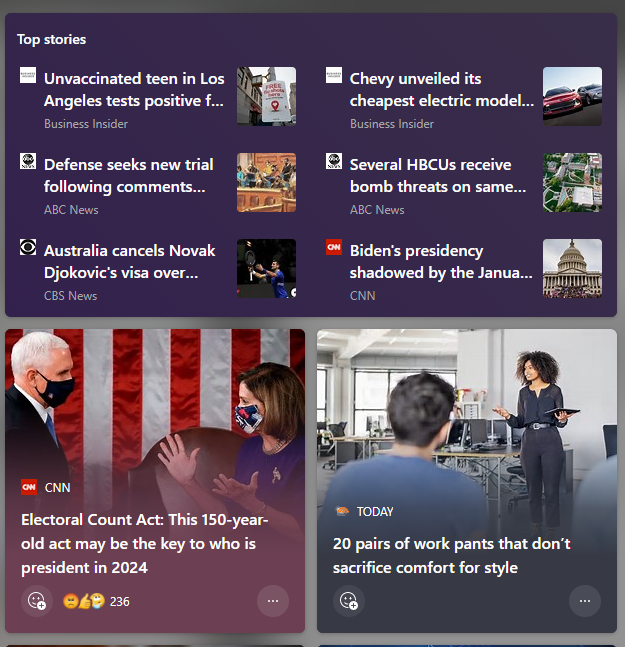 Top stories
Unvaccinated teen in Los
Angeles tests positive f...
Business Insider
Chevy unveiled its
cheapest electric model...
Business Insider
Defense seeks new trial
following comments...
ABC News
Several HBCUs receive
bomb threats on same...
ABC News
Australia cancels Novak
Djokovic's visa over...
CBS News
CNN
Biden's presidency
shadowed by the Janua...
CNN
CNN
CNN
Electoral Count Act: This 150-year-
old act may be the key to who is
president in 2024
236
TODAY
20 pairs of work pants that don't
sacrifice comfort for style